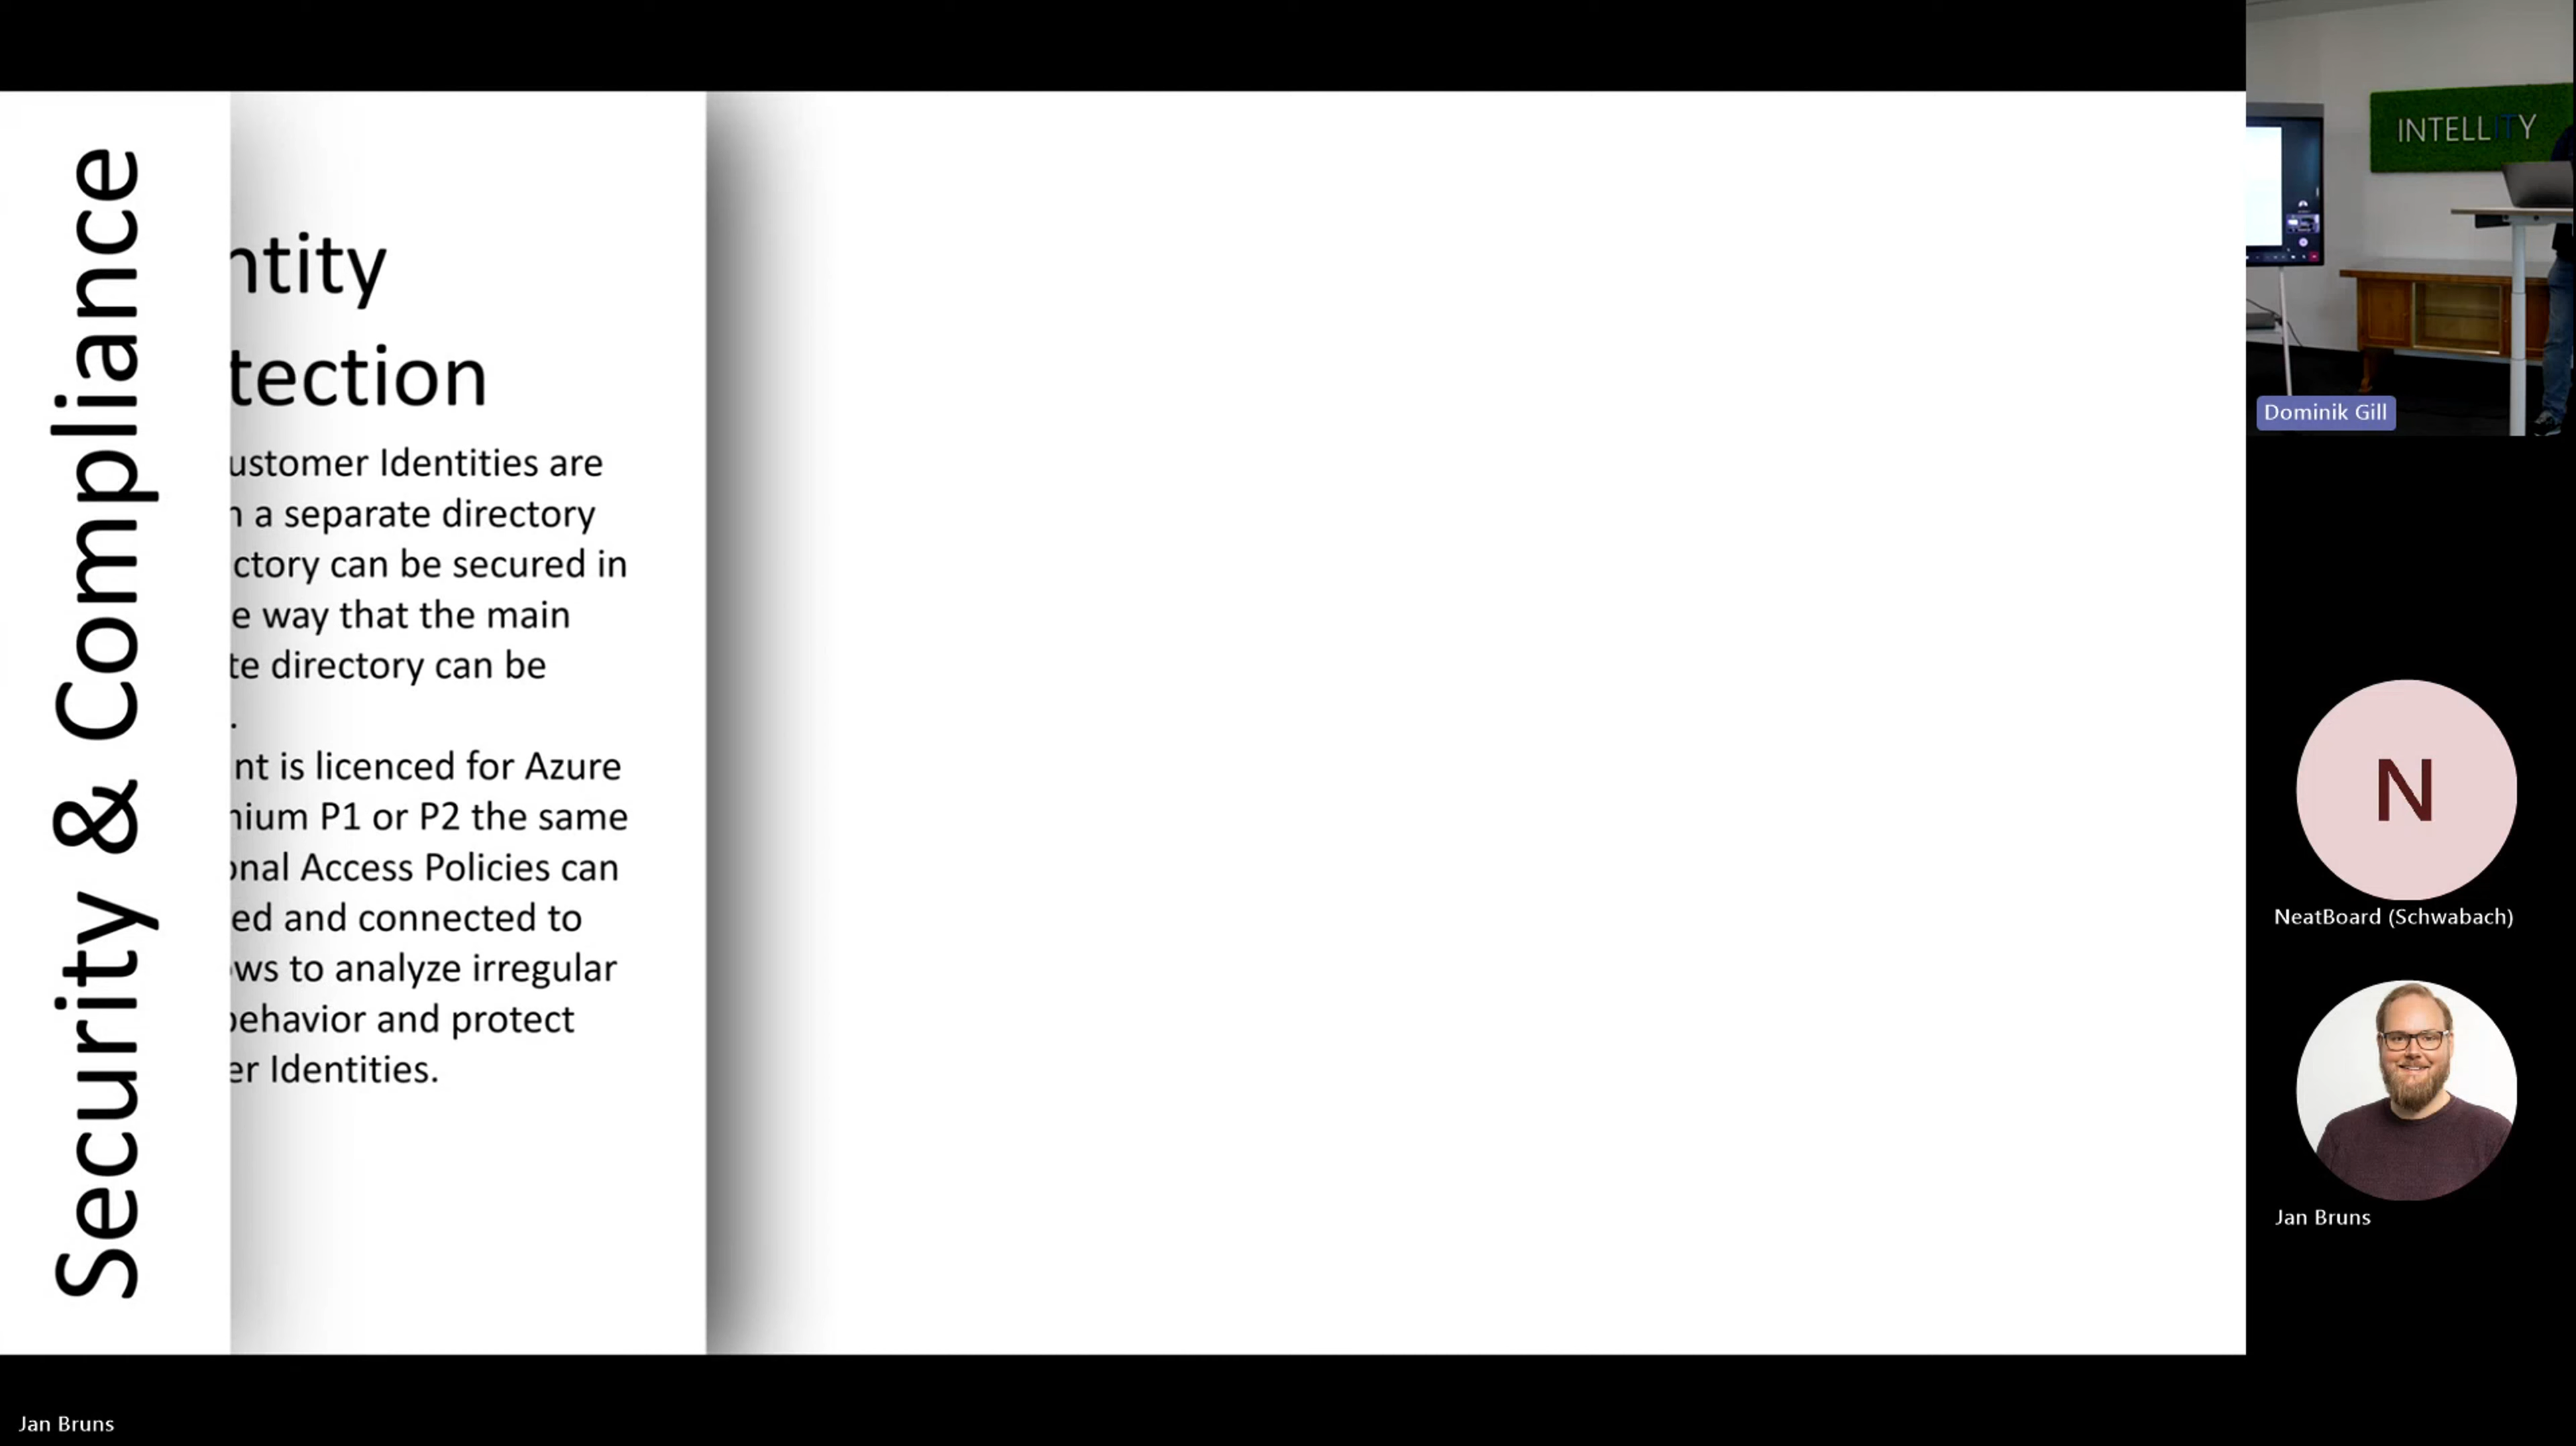 Security & Compliance
ntity
tection
ustomer Identities are
n a separate directory
ctory can be secured in
e way that the main
te directory can be
.
nt is licenced for Azure
nium P1 or P2 the same
onal Access Policies can
ed and connected to
ows to analyze irregular
behavior and protect
er Identities.
INTELLITY
Dominik Gill
N
NeatBoard (Schwabach)
Jan Bruns
Jan Bruns